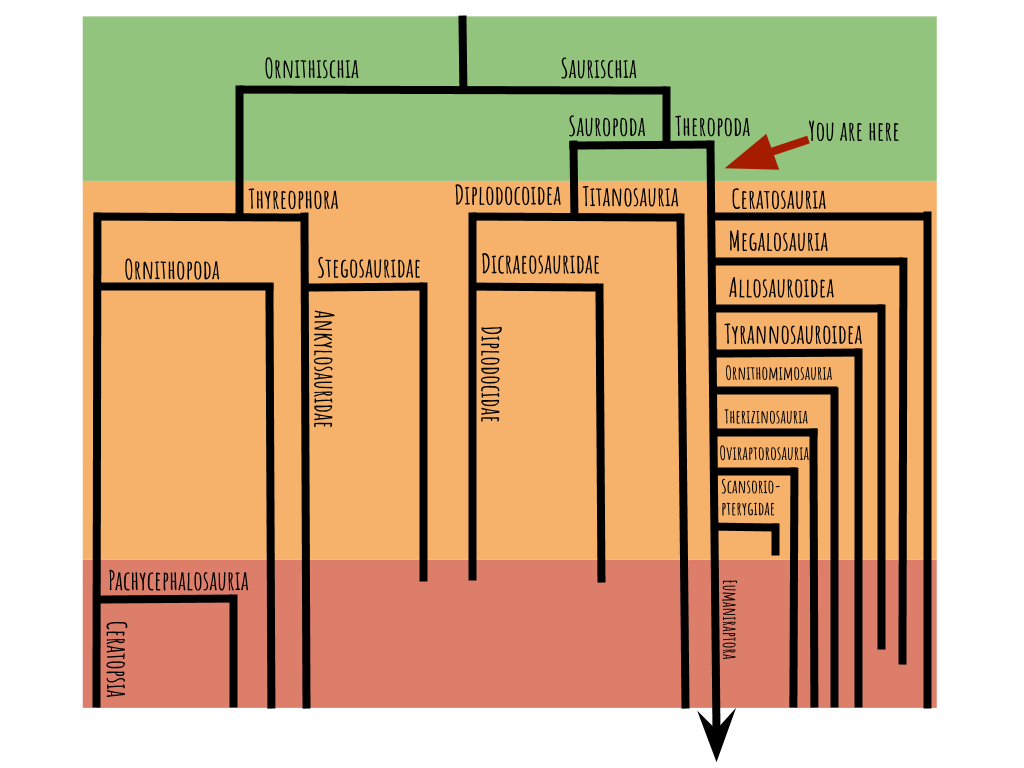 Ornithischia
Saurischia
Sauropoda
Theropoda
You are here
Thyreophora
Diplodocoidea
Titanosauria
Ceratosauria
Megalosauria
Ornithopoda
Stegosauridae
Dicraeosauridae
Allosauroidea
Ankylosauridae
Diplodocidae
Tyrannosauroidea
Ornithomimosauria
Therizinosauria
Oviraptorosauria
Scansorio-
pterygidae
Pachycephalosauria
Eumaniraptora
Ceratopsia